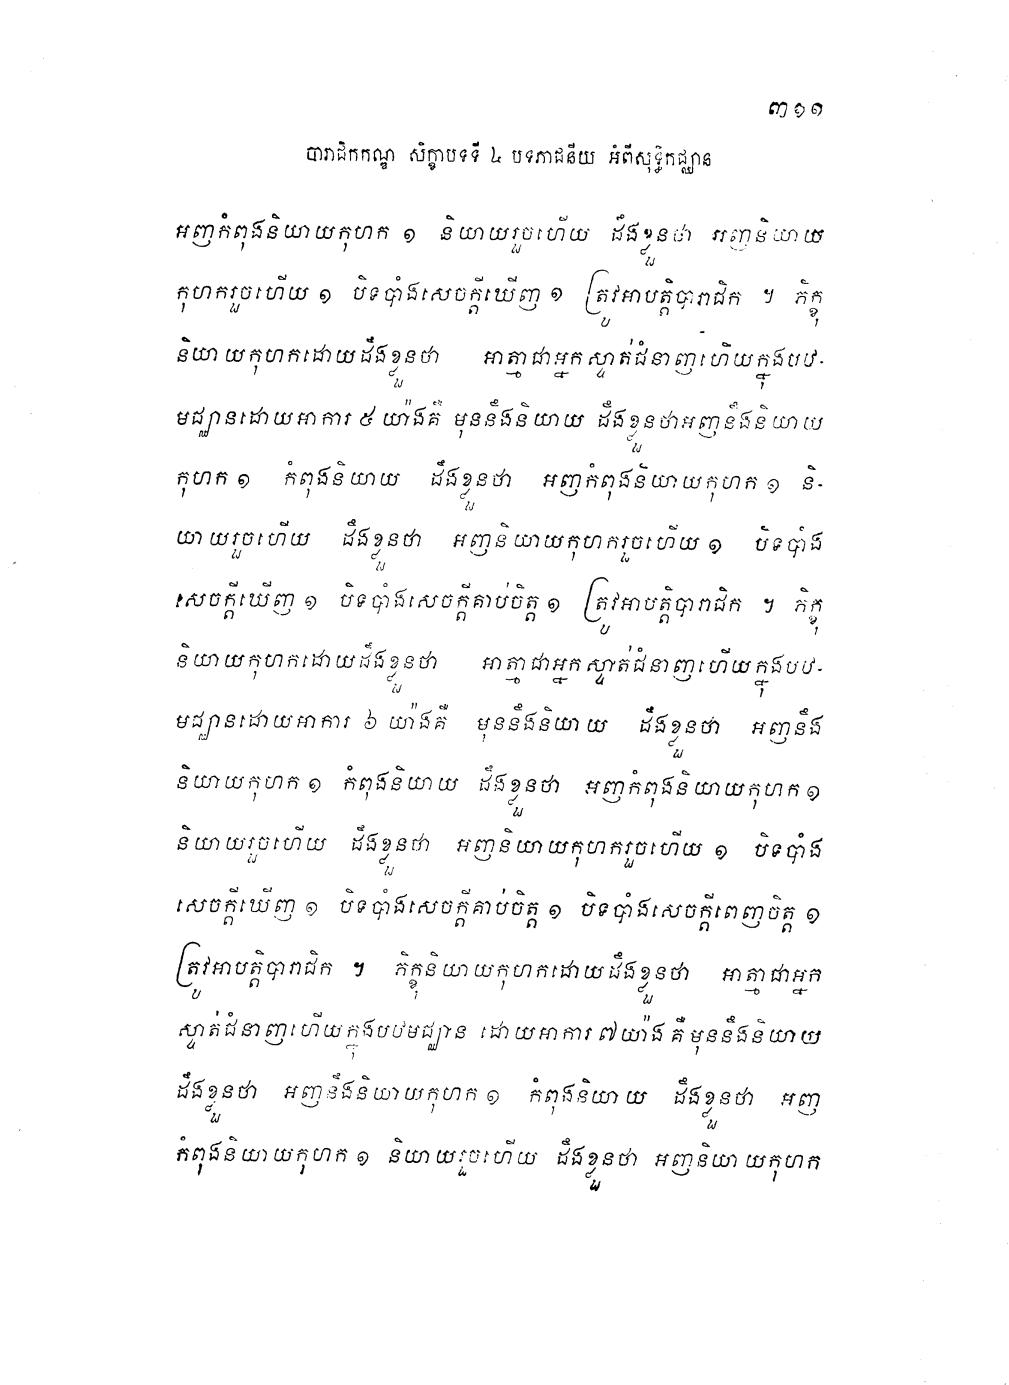 ៣១១
បារាជិកកណ្ឌ សិក្ខាបទទី ៤ បទភាជនីយ អំពីសុទ្ធិកជ្ឈាន
អញកំពុងនិយាយកុហក ១ និយាយរួចហើយ ដឹងខ្លួនថា អញនិយាយ
កុហករួចហើយ ១ បិទបាំងសេចក្តីឃើញ ១ ត្រូវអាបត្តិបារាជិក ។ ភិក្ខុ
និយាយកុហកដោយដឹងខ្លួនថា អាត្មាជាអ្នកស្ទាត់ជំនាញហើយក្នុងបឋ-
មជ្ឈានដោយអាការ ៥ យ៉ាងគឺ មុននឹងនិយាយ ដឹងខ្លួនថាអញនឹងនិយាយ
កុហក ១ កំពុងនិយាយ ដឹងខ្លួនថា អញកំពុងនិយាយកុហក ១ និ-
យាយរួចហើយ ដឹងខ្លួនថា អញនិយាយកុហករួចហើយ ១ បិទបាំង
សេចក្តីឃើញ ១ បិទបាំងសេចក្តីគាប់ចិត្ត ១ ត្រូវអាបត្តិបារាជិក ។ ភិក្ខុ
និយាយកុហកដោយដឹងខ្លួនថា អាត្មាជាអ្នកស្ទាត់ជំនាញហើយក្នុងបឋ-
មជ្ឈានដោយអាការ ៦ យ៉ាងគឺ មុននឹងនិយាយ ដឹងខ្លួនថា អញនឹង
និយាយកុហក ១ កំពុងនិយាយ ដឹងខ្លួនថា អញកំពុងនិយាយកុហក ១
និយាយរួចហើយ ដឹងខ្លួនថា អញនិយាយកុហករួចហើយ ១ បិទបាំង
សេចក្តីឃើញ ១ បិទបាំងសេចក្តីគាប់ចិត្ត ១ បិទបាំងសេចក្តីពេញចិត្ត ១
ត្រូវអាបត្តិបារាជិក ។ ភិក្ខុនិយាយកុហកដោយដឹងខ្លួនថា អាត្មាជាអ្នក
ស្ទាត់ជំនាញហើយក្នុងបឋមជ្ឈាន ដោយអាការ ៧ យ៉ាង គឺមុននឹងនិយាយ
ដឹងខ្លួនថា អញនឹងនិយាយកុហក ១ កំពុងនិយាយ ដឹងខ្លួនថា អញ
កំពុងនិយាយកុហក ១ និយាយរួចហើយ ដឹងខ្លួនថា អញនិយាយកុហក